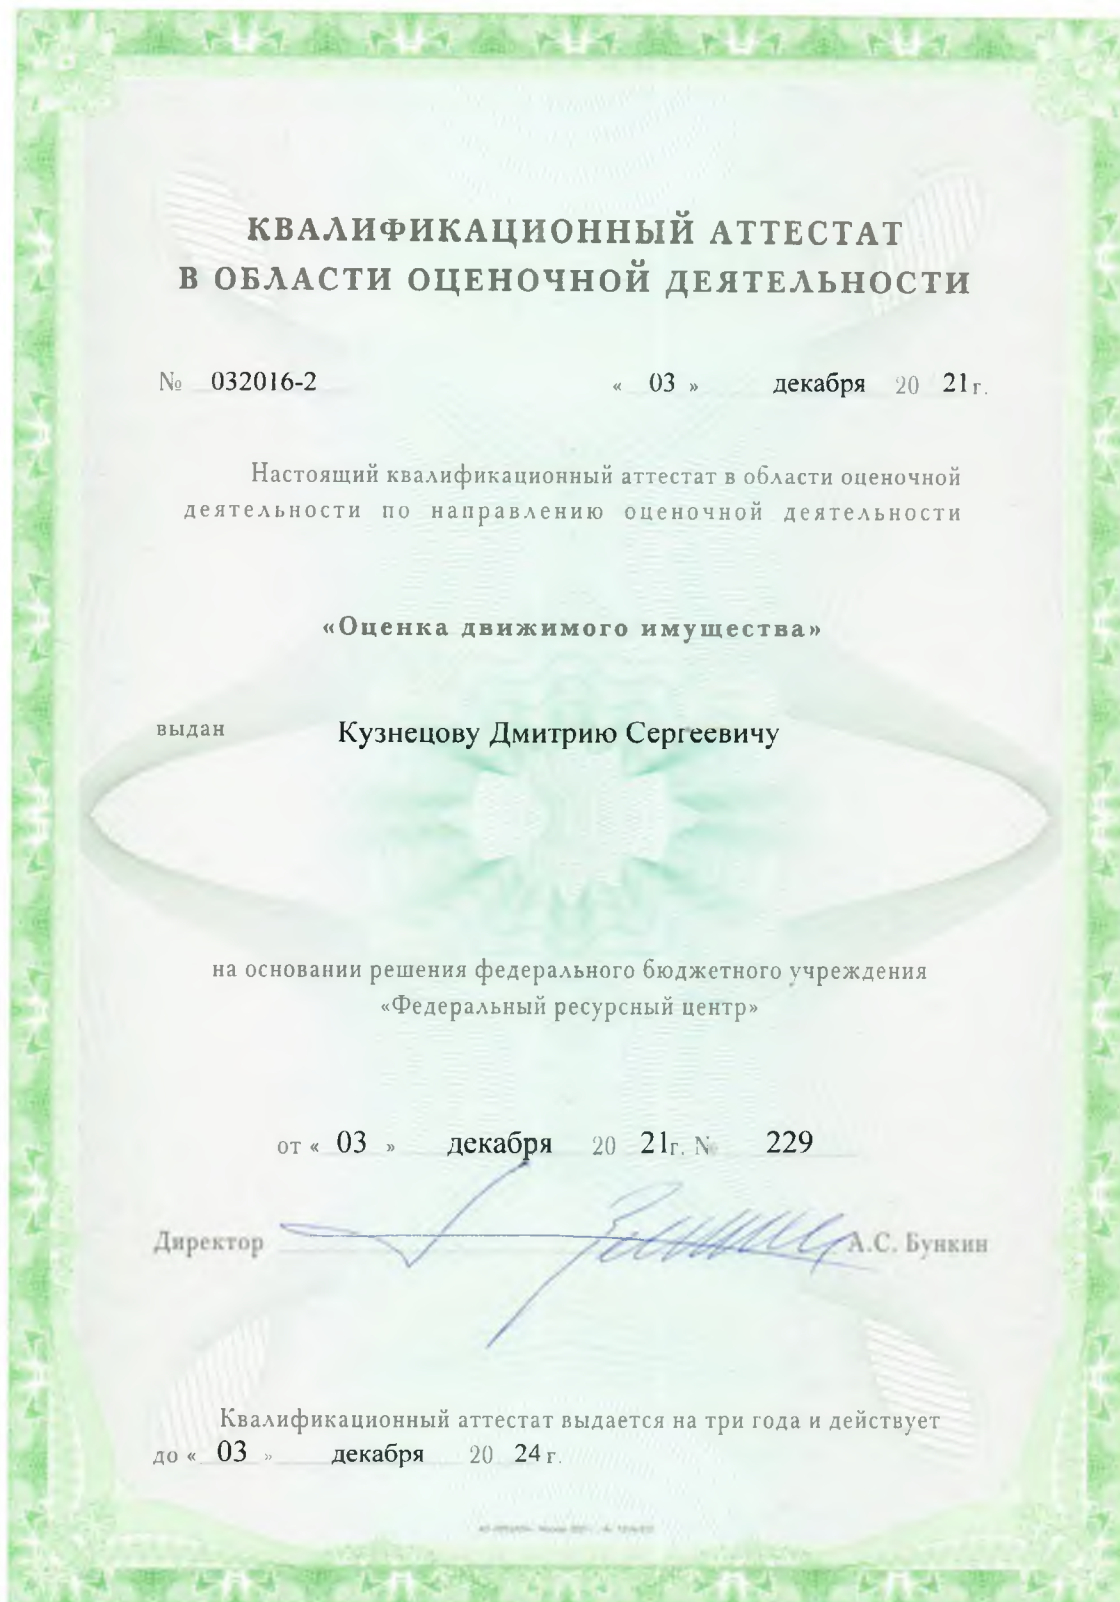 КВАЛИФИКАЦИОННЫЙ АТТЕСТАТ
В ОБЛАСТИ ОЦЕНОЧНОЙ ДЕЯТЕЛЬНОСТИ
№ 032016-2 « 03 » декабря 20 21 г.
Настоящий квалификационный аттестат в области оценочной
деятельности по направлению оценочной деятельности
«Оценка движимого имущества»
выдан Кузнецову Дмитрию Сергеевичу
на основании решения федерального бюджетного учреждения
«Федеральный ресурсный центр»
от « 03 » декабря 20 21 г. № 229
Директор А.С. Бункин
Квалификационный аттестат выдается на три года и действует
до « 03 » декабря 20 24 г.